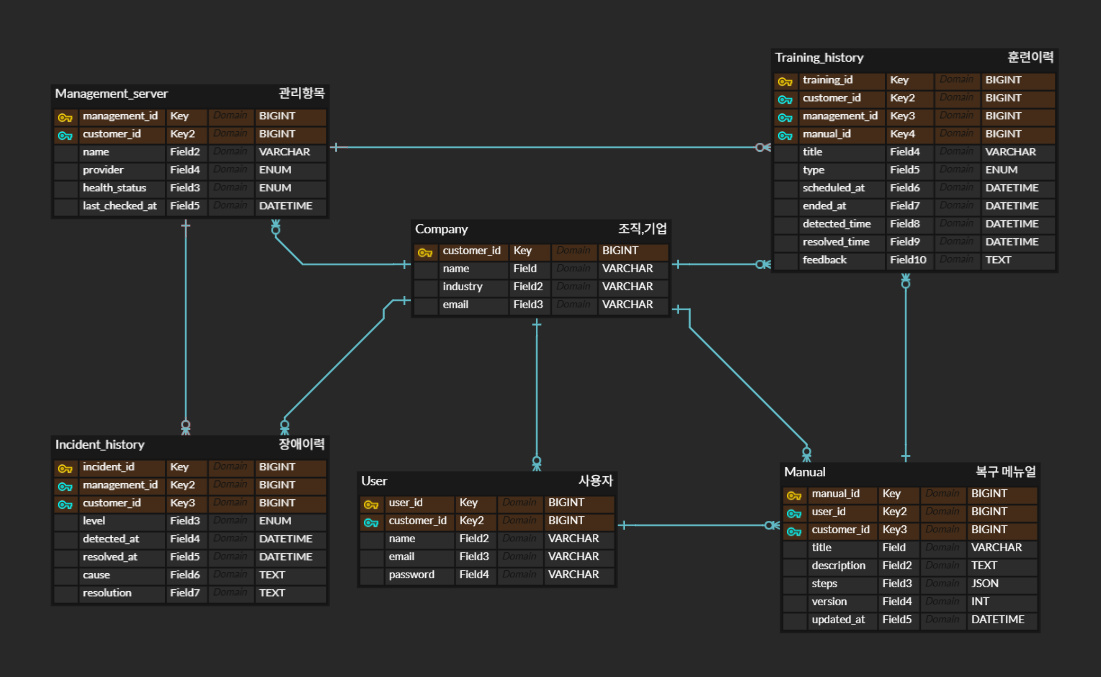 Management_server 관리항목
management_id Key Domain BIGINT
customer_id Key2 Domain BIGINT
name Field2 Domain VARCHAR
provider Field4 Domain ENUM
health_status Field3 Domain ENUM
last_checked_at Field5 Domain DATETIME
Training_history 훈련이력
training_id Key Domain BIGINT
customer_id Key2 Domain BIGINT
management_id Key3 Domain BIGINT
manual_id Key4 Domain BIGINT
title Field4 Domain VARCHAR
type Field5 Domain ENUM
scheduled_at Field6 Domain DATETIME
ended_at Field7 Domain DATETIME
detected_time Field8 Domain DATETIME
resolved_time Field9 Domain DATETIME
feedback Field10 Domain TEXT
Company 조직,기업
customer_id Key Domain BIGINT
name Field Domain VARCHAR
industry Field2 Domain VARCHAR
email Field3 Domain VARCHAR
Incident_history 장애이력
incident_id Key Domain BIGINT
management_id Key2 Domain BIGINT
customer_id Key3 Domain BIGINT
level Field3 Domain ENUM
detected_at Field4 Domain DATETIME
resolved_at Field5 Domain DATETIME
cause Field6 Domain TEXT
resolution Field7 Domain TEXT
User 사용자
user_id Key Domain BIGINT
customer_id Key2 Domain BIGINT
name Field2 Domain VARCHAR
email Field3 Domain VARCHAR
password Field4 Domain VARCHAR
Manual 복구 메뉴얼
manual_id Key Domain BIGINT
user_id Key2 Domain BIGINT
customer_id Key3 Domain BIGINT
title Field Domain VARCHAR
description Field2 Domain TEXT
steps Field3 Domain JSON
version Field4 Domain INT
updated_at Field5 Domain DATETIME